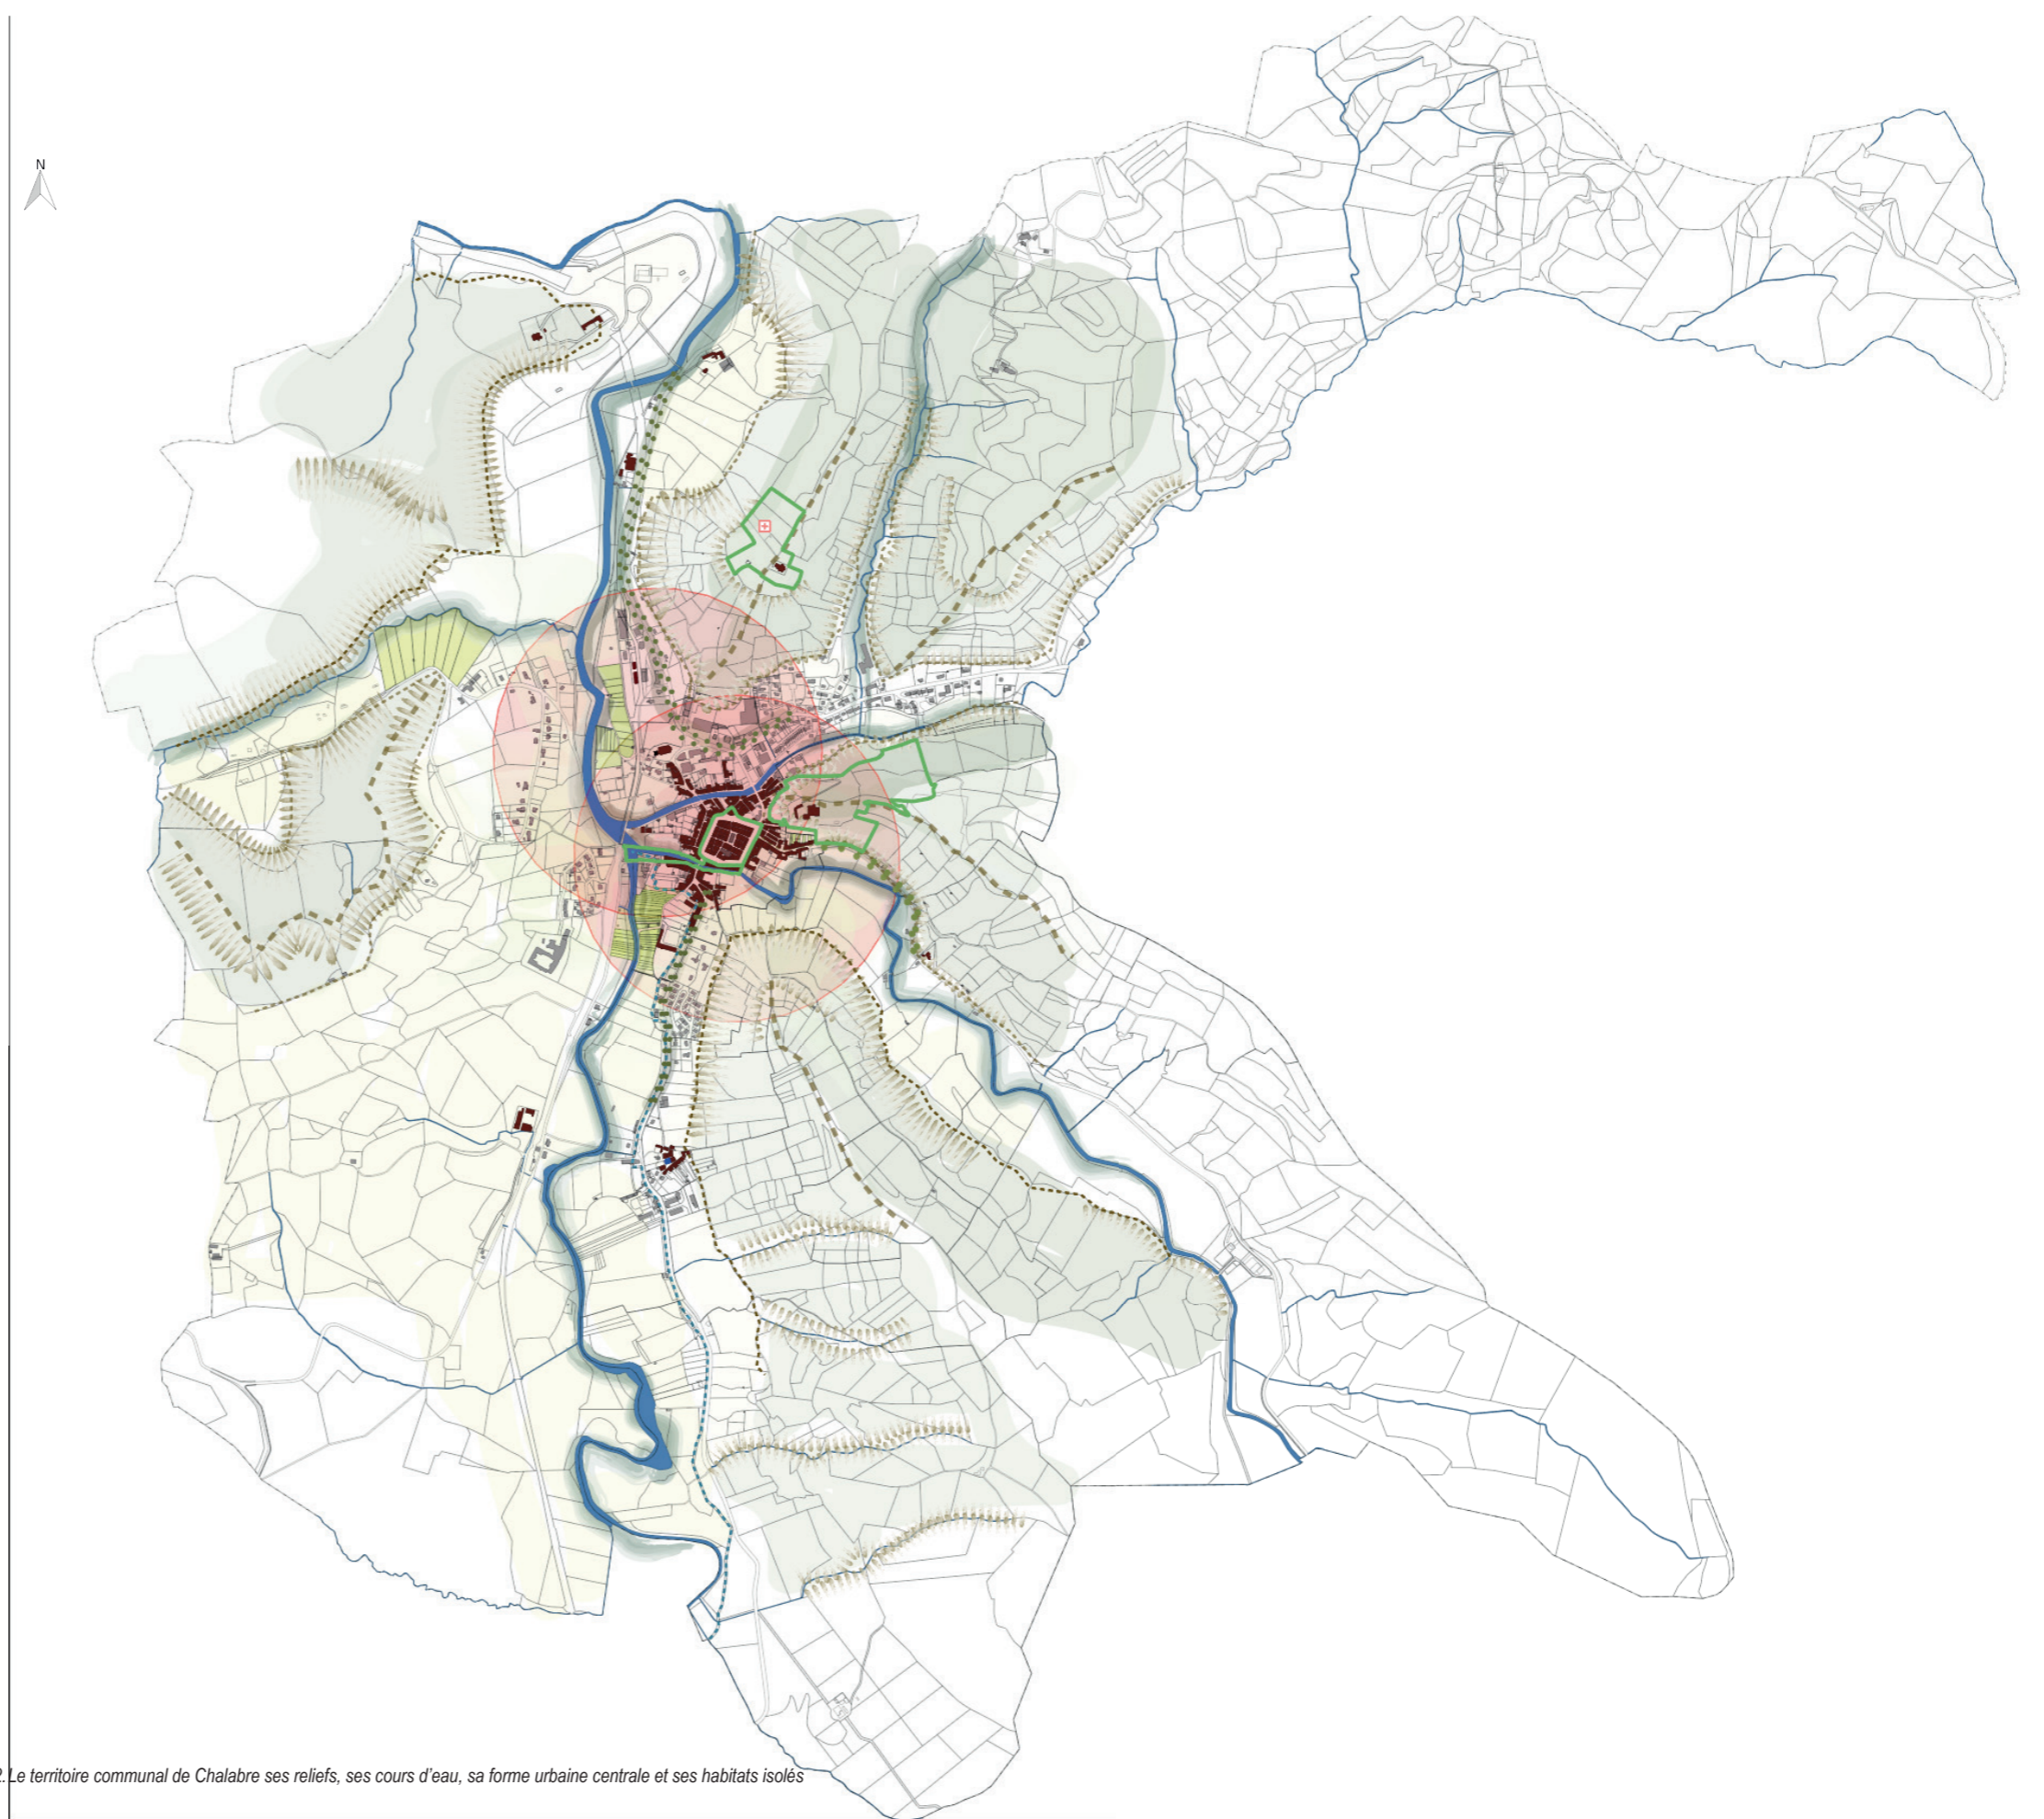 N
2. Le territoire communal de Chalabre ses reliefs, ses cours d'eau, sa forme urbaine centrale et ses habitats isolés